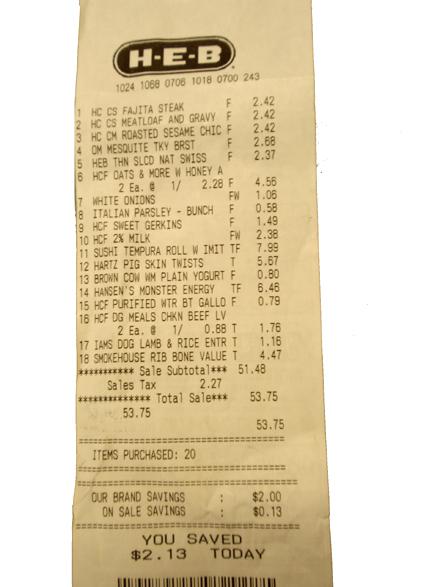 H-E-B
1024 1068 0706 1018 0700 243
1 HC CS FAJITA STEAK F 2.42
2 HC CS MEATLOAF AND GRAVY F 2.42
3 HC CM ROASTED SESAME CHIC F 2.42
4 OM MESQUITE TKY BRST F 2.68
5 HEB THN SLCD NAT SWISS F 2.37
6 HCF OATS & MORE W HONEY A
2 Ea. @ 1/ 2.28 F 4.56
7 WHITE ONIONS FW 1.06
8 ITALIAN PARSLEY - BUNCH F 0.58
9 HCF SWEET GERKINS F 1.49
10 HCF 2% MILK FW 2.38
11 SUSHI TEMPURA ROLL W IMIT TF 7.99
12 HARTZ PIG SKIN TWISTS T 5.67
13 BROWN COW WM PLAIN YOGURT F 0.80
14 HANSEN'S MONSTER ENERGY TF 6.46
15 HCF PURIFIED WTR BT GALLO F 0.79
16 HCF DG MEALS CHKN BEEF LV
2 Ea. @ 1/ 0.88 T 1.76
17 IAMS DOG LAMB & RICE ENTR T 1.16
18 SMOKEHOUSE RIB BONE VALUE T 4.47
*********** Sale Subtotal*** 51.48
Sales Tax 2.27
************** Total Sale*** 53.75
53.75
53.75
ITEMS PURCHASED: 20
OUR BRAND SAVINGS : $2.00
ON SALE SAVINGS : $0.13
YOU SAVED
$2.13 TODAY